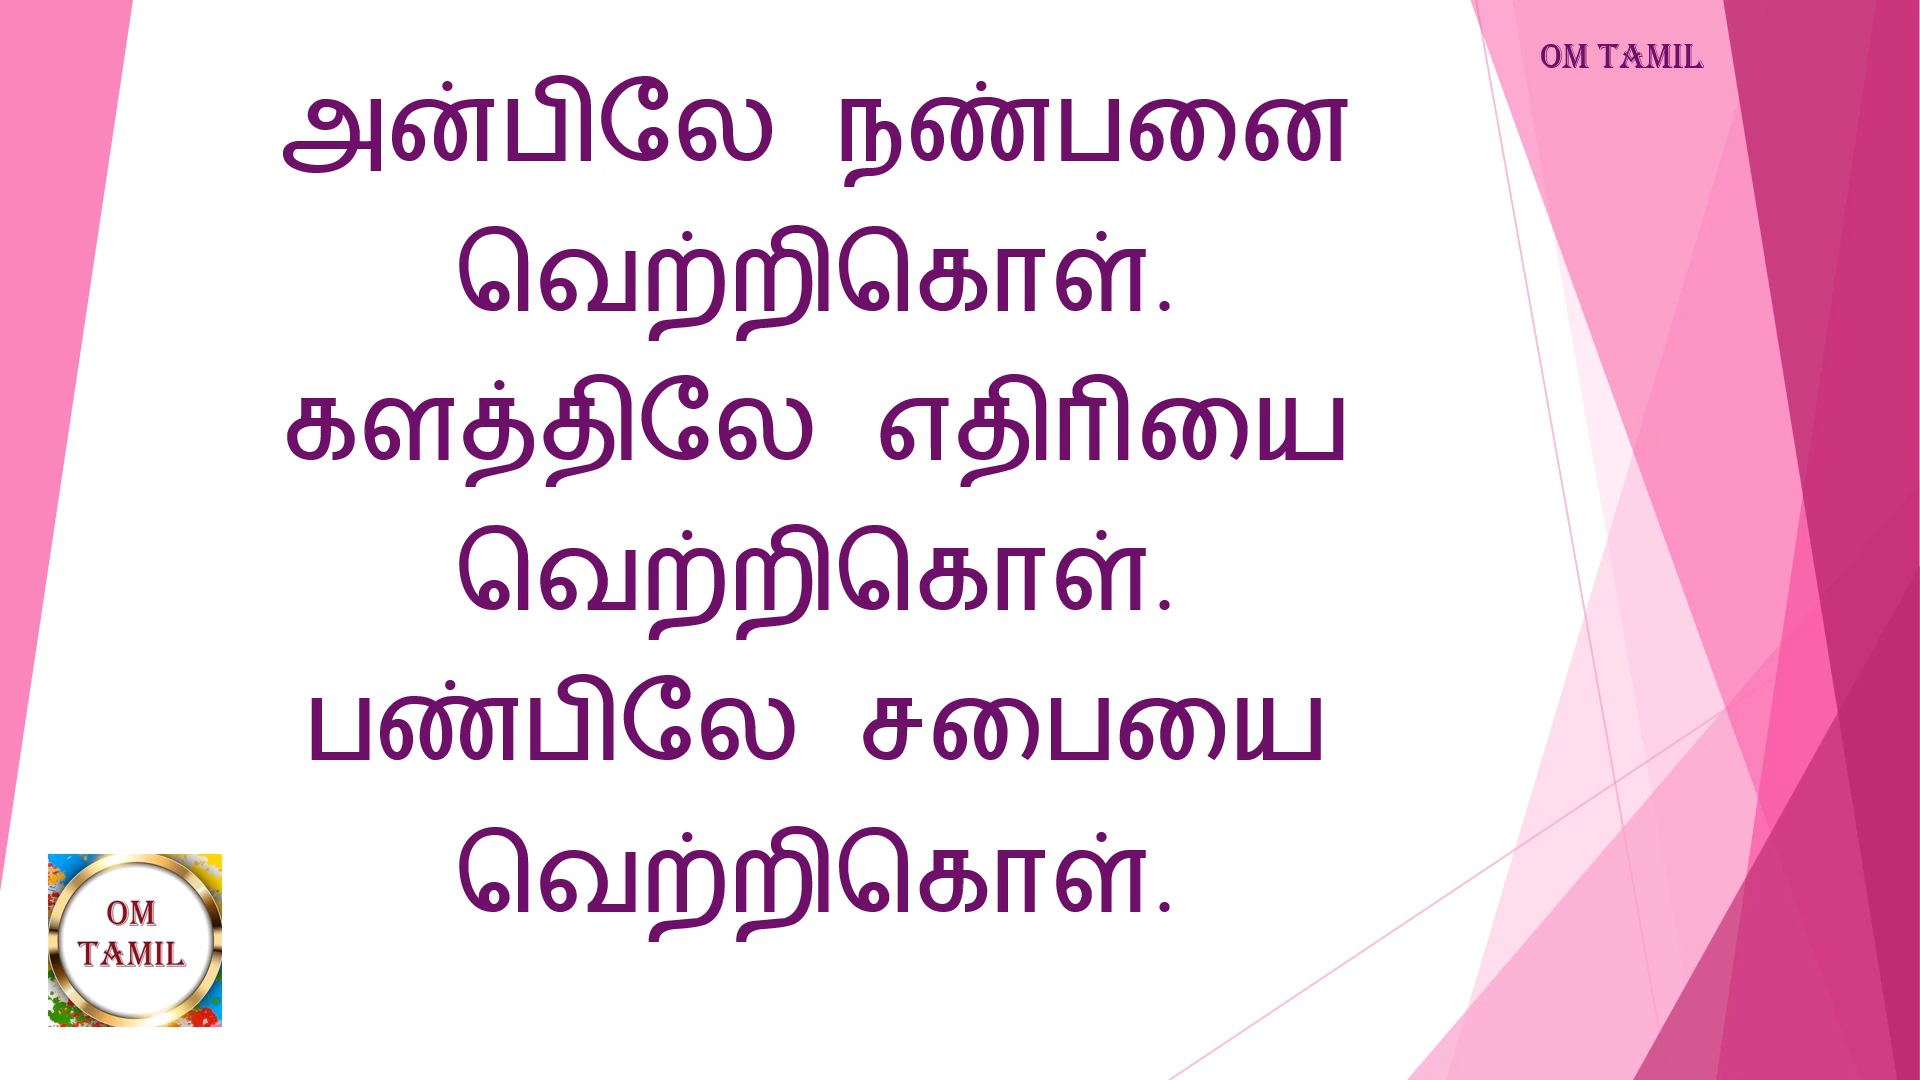 OM TAMIL
அன்பிலே நண்பனை
வெற்றிகொள்.
களத்திலே எதிரியை
வெற்றிகொள்.
பண்பிலே சபையை
வெற்றிகொள்.
OM
TAMIL